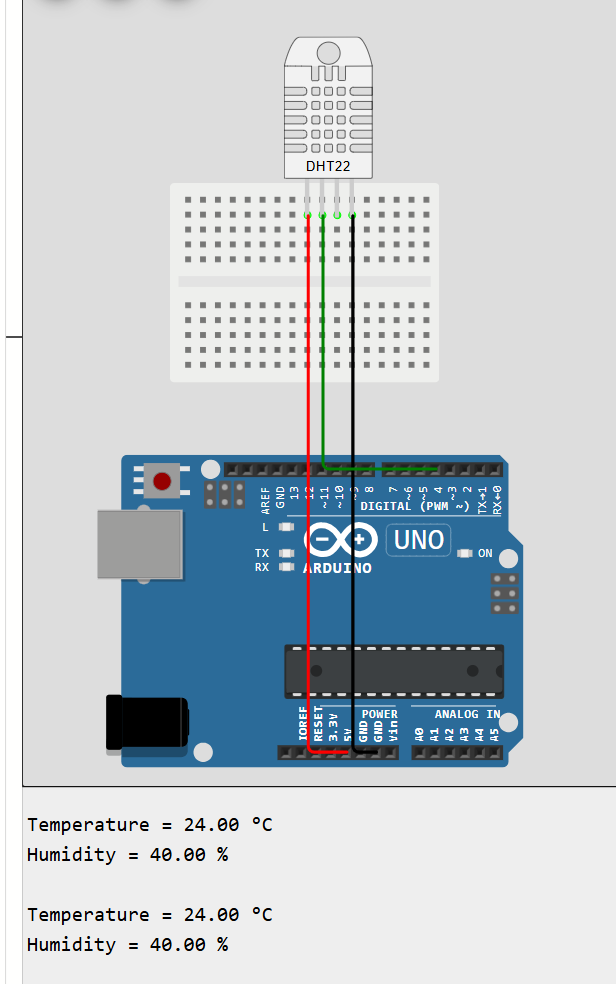 DHT22
AREF
GND
13
12
~11
~10
~9
8
7
~6
~5
4
~3
2
TX→1
RX←0
DIGITAL (PWM ~)
L
TX
RX
UNO
ON
ARDUINO
IOREF
RESET
3.3V
5V
GND
GND
Vin
POWER
ANALOG IN
A0
A1
A2
A3
A4
A5
Temperature = 24.00 °C
Humidity = 40.00 %
Temperature = 24.00 °C
Humidity = 40.00 %